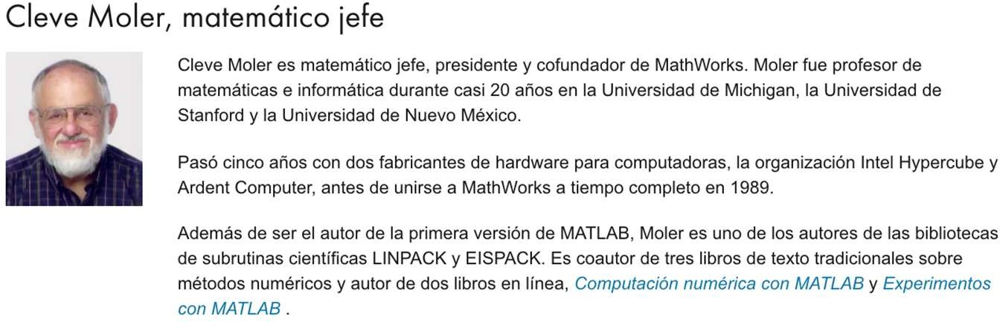 Cleve Moler, matemático jefe
Cleve Moler es matemático jefe, presidente y cofundador de MathWorks. Moler fue profesor de
matemáticas e informática durante casi 20 años en la Universidad de Michigan, la Universidad de
Stanford y la Universidad de Nuevo México.
Pasó cinco años con dos fabricantes de hardware para computadoras, la organización Intel Hypercube y
Ardent Computer, antes de unirse a MathWorks a tiempo completo en 1989.
Además de ser el autor de la primera versión de MATLAB, Moler es uno de los autores de las bibliotecas
de subrutinas científicas LINPACK y EISPACK. Es coautor de tres libros de texto tradicionales sobre
métodos numéricos y autor de dos libros en línea, Computación numérica con MATLAB y Experimentos
con MATLAB .